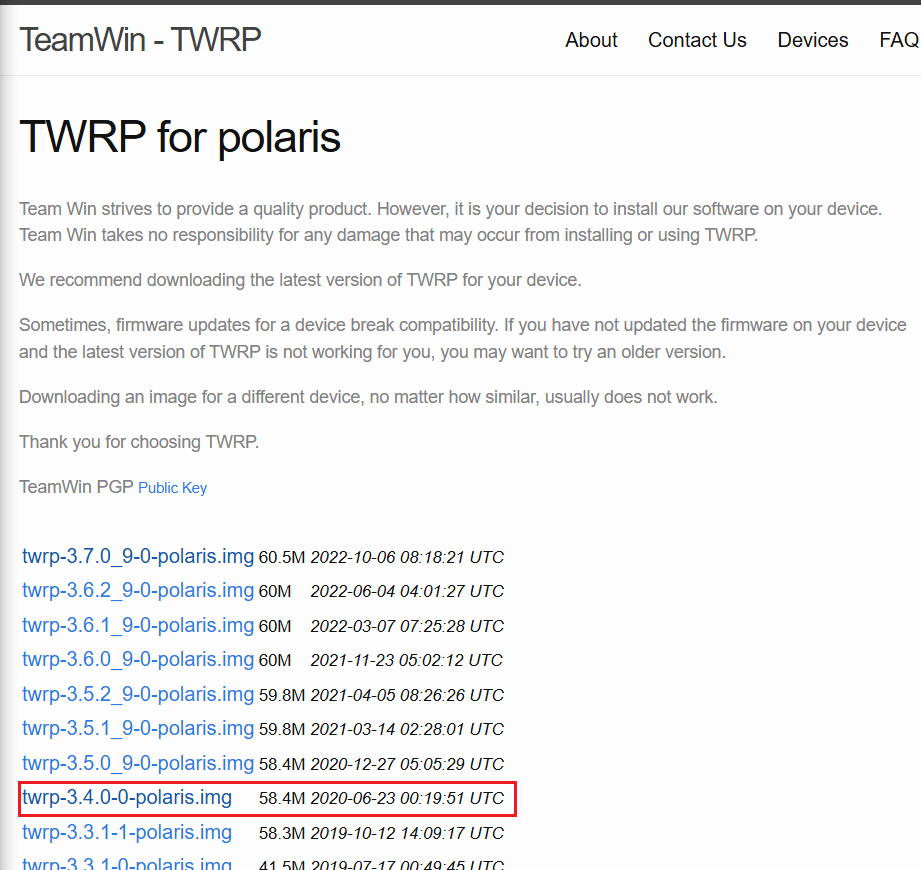 TeamWin - TWRP
About Contact Us Devices FAQ
TWRP for polaris
Team Win strives to provide a quality product. However, it is your decision to install our software on your device.
Team Win takes no responsibility for any damage that may occur from installing or using TWRP.
We recommend downloading the latest version of TWRP for your device.
Sometimes, firmware updates for a device break compatibility. If you have not updated the firmware on your device
and the latest version of TWRP is not working for you, you may want to try an older version.
Downloading an image for a different device, no matter how similar, usually does not work.
Thank you for choosing TWRP.
TeamWin PGP Public Key
twrp-3.7.0_9-0-polaris.img 60.5M 2022-10-06 08:18:21 UTC
twrp-3.6.2_9-0-polaris.img 60M 2022-06-04 04:01:27 UTC
twrp-3.6.1_9-0-polaris.img 60M 2022-03-07 07:25:28 UTC
twrp-3.6.0_9-0-polaris.img 60M 2021-11-23 05:02:12 UTC
twrp-3.5.2_9-0-polaris.img 59.8M 2021-04-05 08:26:26 UTC
twrp-3.5.1_9-0-polaris.img 59.8M 2021-03-14 02:28:01 UTC
twrp-3.5.0_9-0-polaris.img 58.4M 2020-12-27 05:05:29 UTC
twrp-3.4.0-0-polaris.img 58.4M 2020-06-23 00:19:51 UTC
twrp-3.3.1-1-polaris.img 58.3M 2019-10-12 14:09:17 UTC
twrp-3.3.1-0-polaris.img 41.5M 2019-07-17 00:49:45 UTC